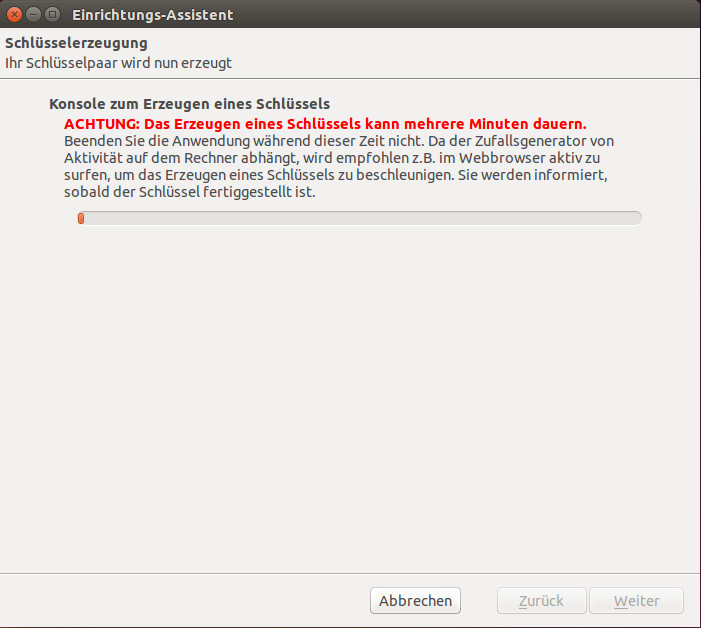 Einrichtungs-Assistent
Schlüsselerzeugung
Ihr Schlüsselpaar wird nun erzeugt
Konsole zum Erzeugen eines Schlüssels
ACHTUNG: Das Erzeugen eines Schlüssels kann mehrere Minuten dauern.
Beenden Sie die Anwendung während dieser Zeit nicht. Da der Zufallsgenerator von
Aktivität auf dem Rechner abhängt, wird empfohlen z.B. im Webbrowser aktiv zu
surfen, um das Erzeugen eines Schlüssels zu beschleunigen. Sie werden informiert,
sobald der Schlüssel fertiggestellt ist.
Abbrechen Zurück Weiter